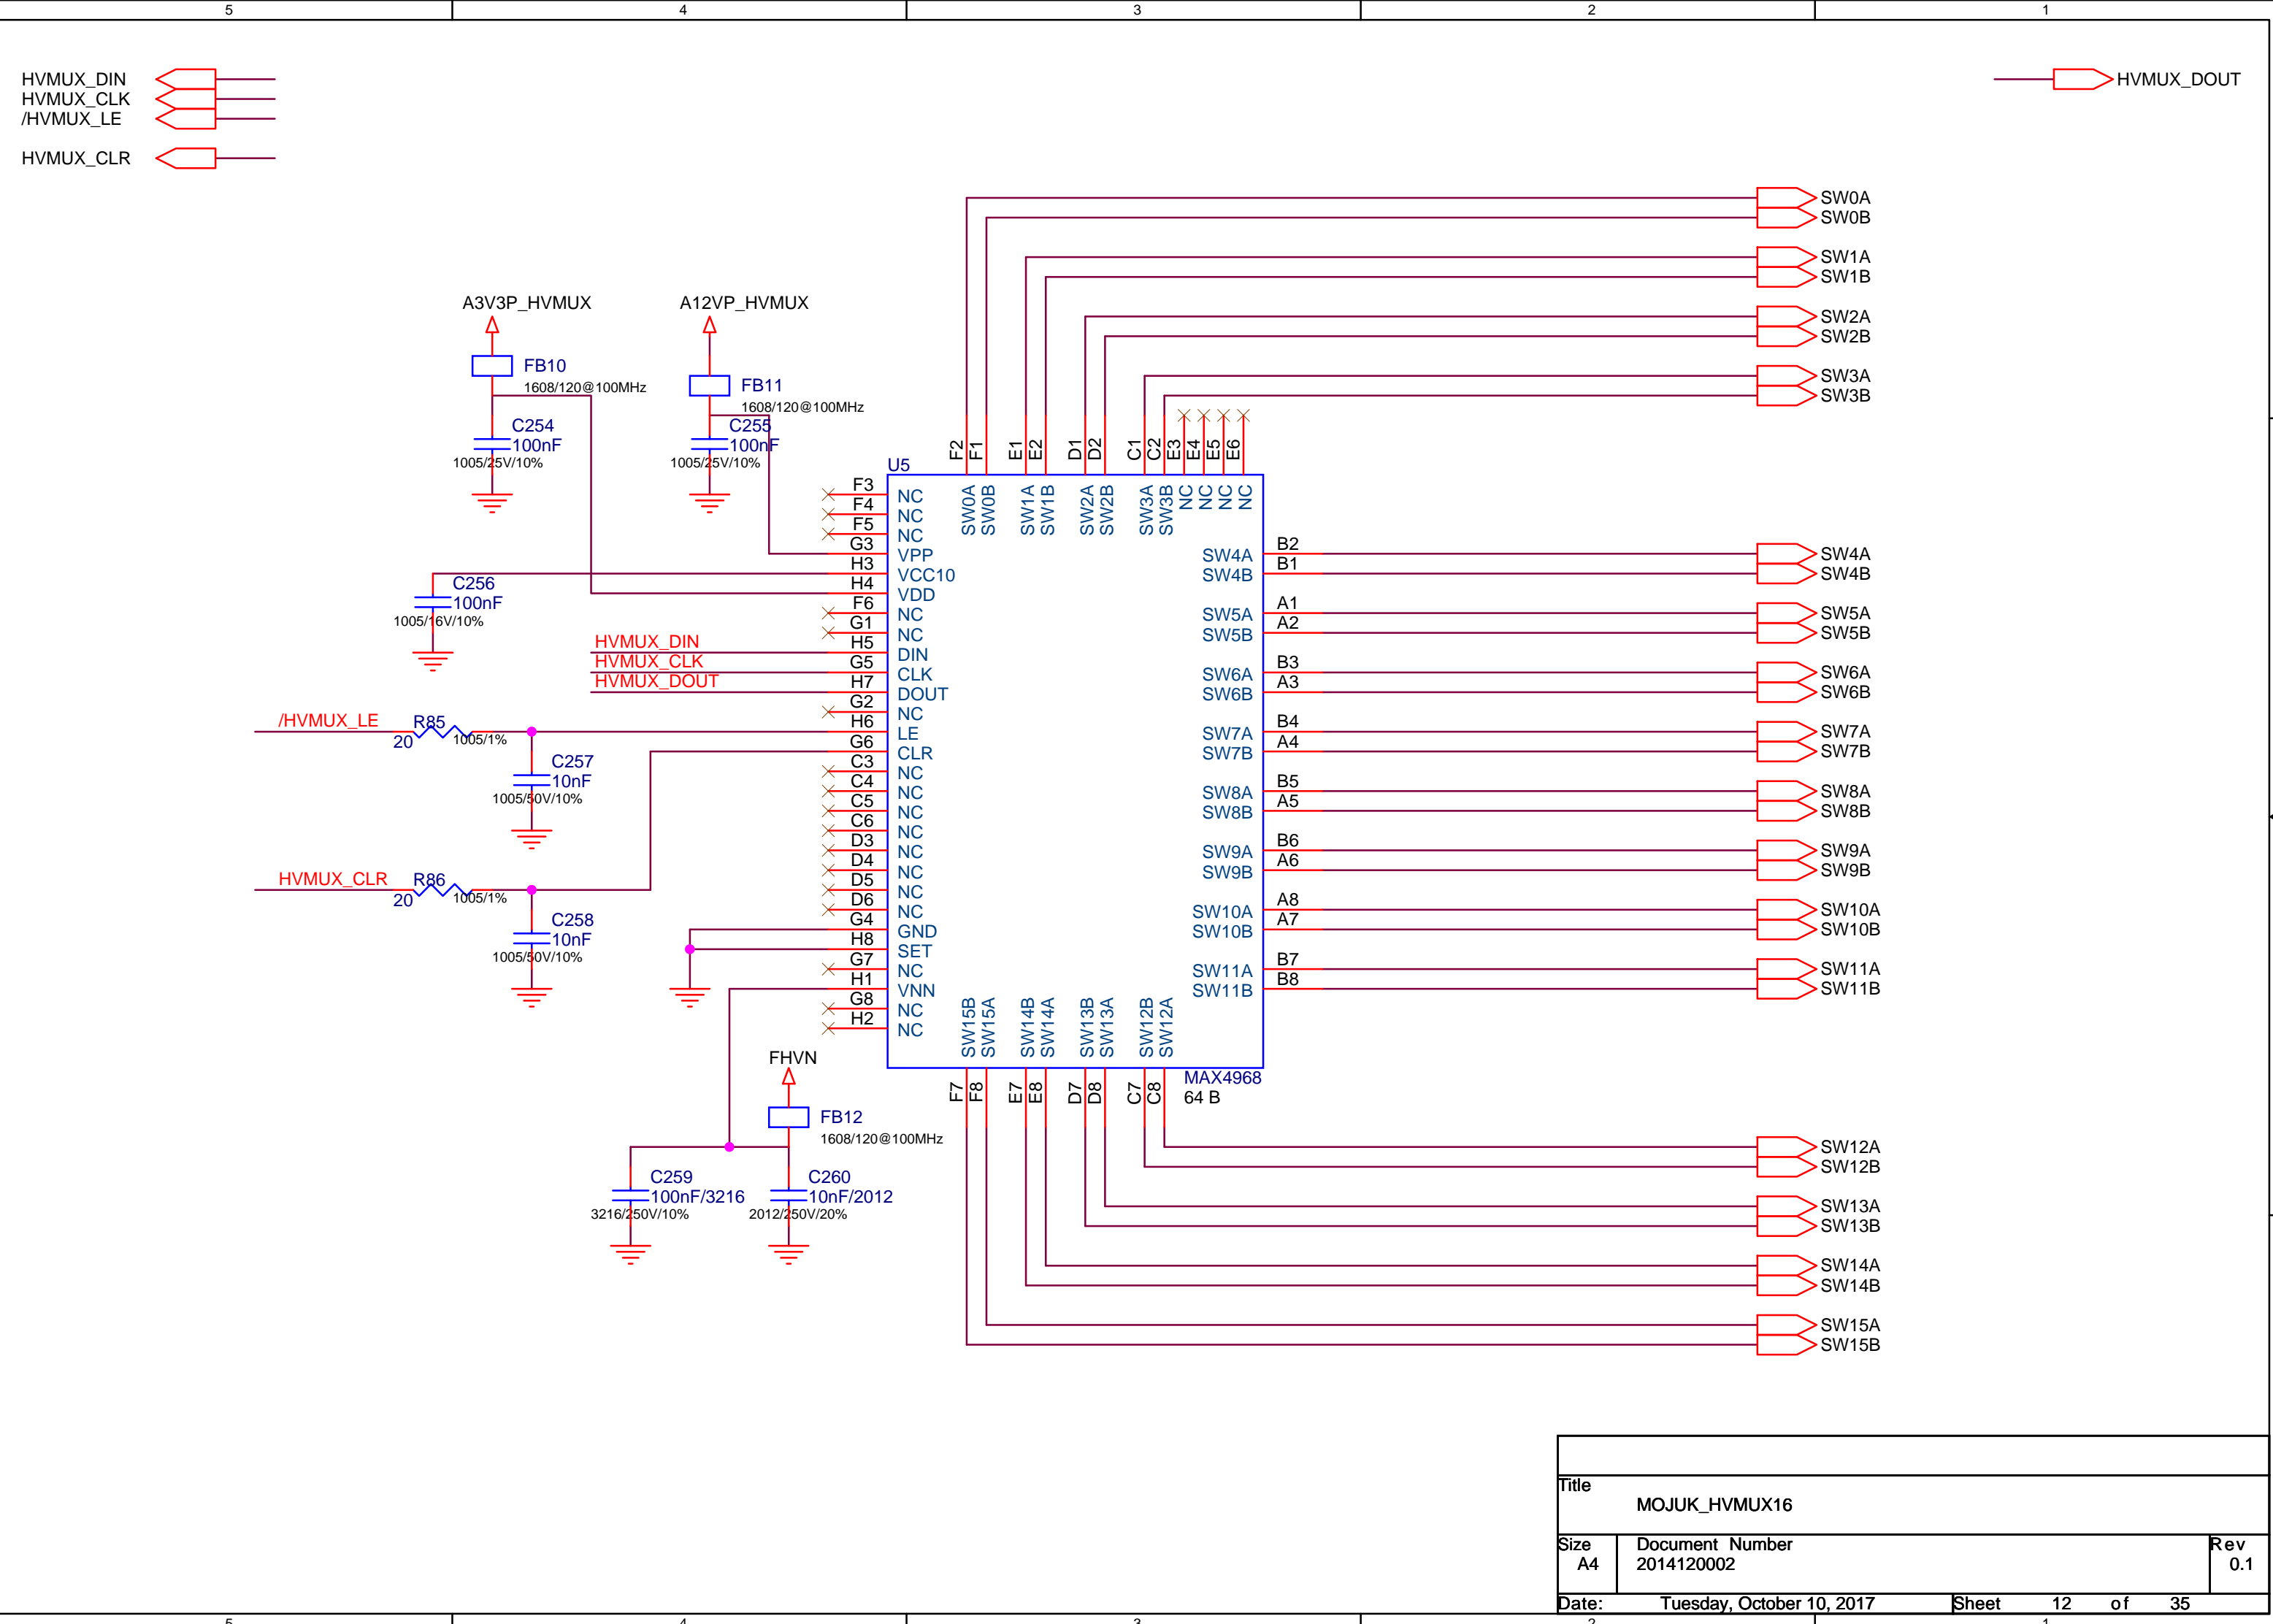 5 4 3 2 1
HVMUX_DIN
HVMUX_CLK
/HVMUX_LE
HVMUX_CLR
HVMUX_DOUT
SW0A
SW0B
SW1A
SW1B
SW2A
SW2B
SW3A
SW3B
A3V3P_HVMUX
A12VP_HVMUX
FB10
1608/120@100MHz
FB11
1608/120@100MHz
C254
100nF
1005/25V/10%
C255
100nF
1005/25V/10%
F2 F1 E1 E2 D1 D2 C1 C2 E3 E4 E5 E6
U5
SW0A SW0B SW1A SW1B SW2A SW2B SW3A SW3B NC NC NC NC
F3 NC
F4 NC
F5 NC
G3 VPP
H3 VCC10
H4 VDD
F6 NC
G1 NC
H5 DIN
G5 CLK
H7 DOUT
G2 NC
H6 LE
G6 CLR
C3 NC
C4 NC
C5 NC
C6 NC
D3 NC
D4 NC
D5 NC
D6 NC
G4 GND
H8 SET
G7 NC
H1 VNN
G8 NC
H2 NC
C256
100nF
1005/16V/10%
HVMUX_DIN
HVMUX_CLK
HVMUX_DOUT
/HVMUX_LE
R85
20
1005/1%
C257
10nF
1005/50V/10%
HVMUX_CLR
R86
20
1005/1%
C258
10nF
1005/50V/10%
SW4A B2 SW4A
SW4B B1 SW4B
SW5A A1 SW5A
SW5B A2 SW5B
SW6A B3 SW6A
SW6B A3 SW6B
SW7A B4 SW7A
SW7B A4 SW7B
SW8A B5 SW8A
SW8B A5 SW8B
SW9A B6 SW9A
SW9B A6 SW9B
SW10A A8 SW10A
SW10B A7 SW10B
SW11A B7 SW11A
SW11B B8 SW11B
SW15B SW15A SW14B SW14A SW13B SW13A SW12B SW12A
F7 F8 E7 E8 D7 D8 C7 C8
MAX4968
64 B
FHVN
FB12
1608/120@100MHz
C259
100nF/3216
3216/250V/10%
C260
10nF/2012
2012/250V/20%
SW12A
SW12B
SW13A
SW13B
SW14A
SW14B
SW15A
SW15B
Title
MOJUK_HVMUX16
Size Document Number Rev
A4 2014120002 0.1
Date: Tuesday, October 10, 2017 Sheet 12 of 35
5 4 3 2 1